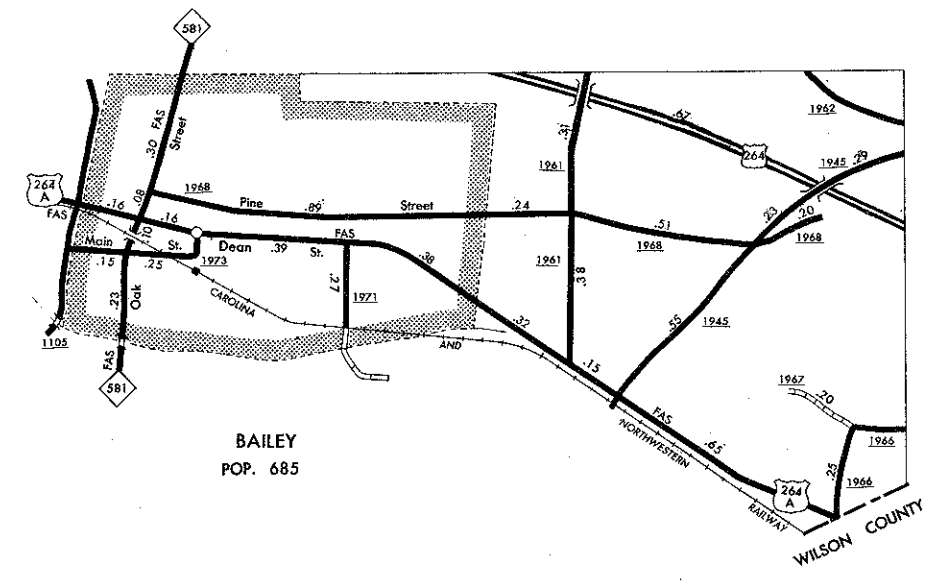 581
.30 FAS
Street
264
A
FAS
.16
.08
.16
.10
1968
Pine
.89
Street
.24
.31
1961
.67
264
1962
1945
.29
.23
.20
1968
.51
1968
Main
St.
.15
.25
1973
Dean
.39
St.
FAS
.38
.27
1971
CAROLINA
AND
NORTHWESTERN
RAILWAY
.23
Oak
1105
FAS
581
1961
.38
.32
.15
.55
1945
FAS
.65
1967
.20
1966
.25
1966
264
A
BAILEY
POP. 685
WILSON COUNTY